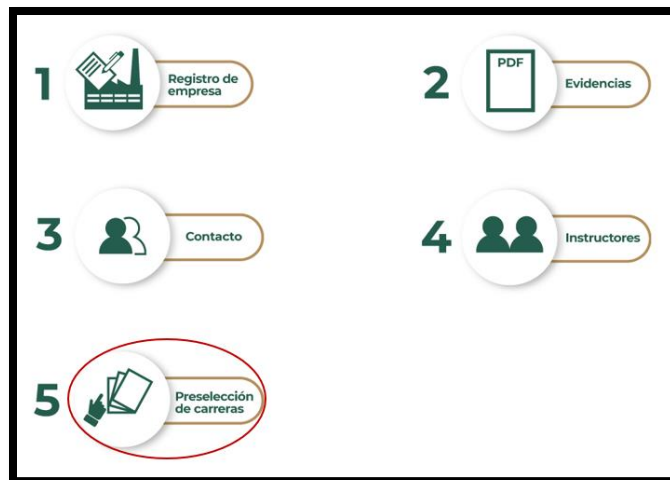 1
Registro de
empresa
2
PDF
Evidencias
3
Contacto
4
Instructores
5
Preselección
de carreras